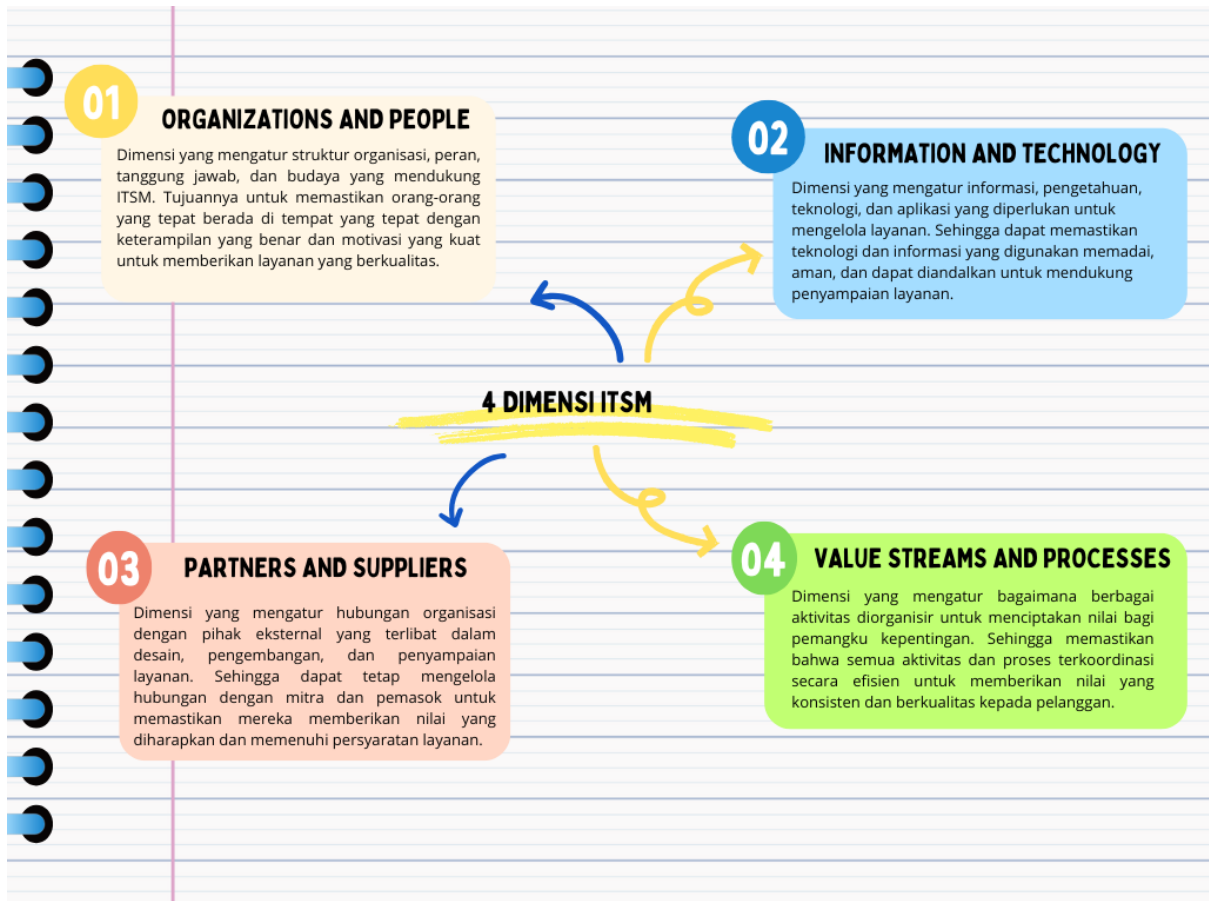 01
ORGANIZATIONS AND PEOPLE
Dimensi yang mengatur struktur organisasi, peran,
tanggung jawab, dan budaya yang mendukung
ITSM. Tujuannya untuk memastikan orang-orang
yang tepat berada di tempat yang tepat dengan
keterampilan yang benar dan motivasi yang kuat
untuk memberikan layanan yang berkualitas.
02
INFORMATION AND TECHNOLOGY
Dimensi yang mengatur informasi, pengetahuan,
teknologi, dan aplikasi yang diperlukan untuk
mengelola layanan. Sehingga dapat memastikan
teknologi dan informasi yang digunakan memadai,
aman, dan dapat diandalkan untuk mendukung
penyampaian layanan.
4 DIMENSI ITSM
03
PARTNERS AND SUPPLIERS
Dimensi yang mengatur hubungan organisasi
dengan pihak eksternal yang terlibat dalam
desain, pengembangan, dan penyampaian
layanan. Sehingga dapat tetap mengelola
hubungan dengan mitra dan pemasok untuk
memastikan mereka memberikan nilai yang
diharapkan dan memenuhi persyaratan layanan.
04
VALUE STREAMS AND PROCESSES
Dimensi yang mengatur bagaimana berbagai
aktivitas diorganisir untuk menciptakan nilai bagi
pemangku kepentingan. Sehingga memastikan
bahwa semua aktivitas dan proses terkoordinasi
secara efisien untuk memberikan nilai yang
konsisten dan berkualitas kepada pelanggan.